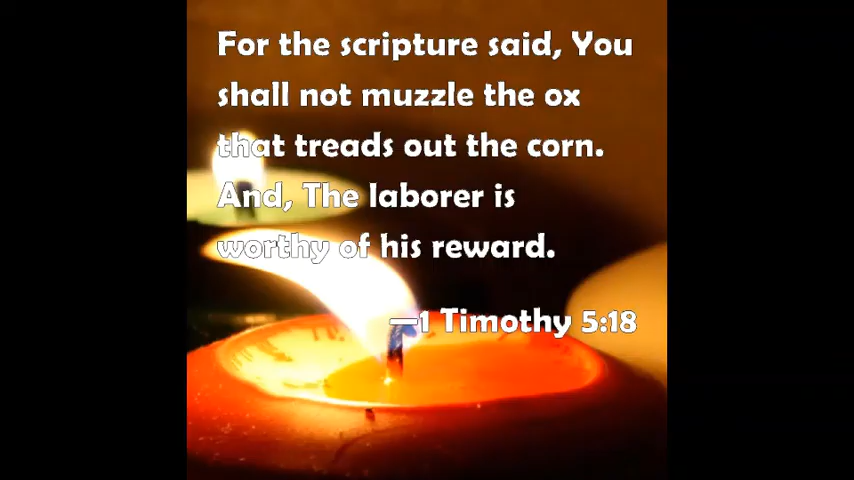 For the scripture said, You
shall not muzzle the ox
that treads out the corn.
And, The laborer is
worthy of his reward.
—1 Timothy 5:18